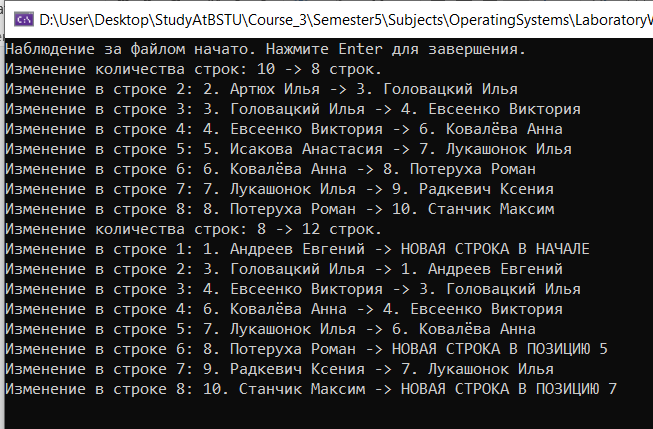 D:\User\Desktop\StudyAtBSTU\Course_3\Semester5\Subjects\OperatingSystems\LaboratoryW
Наблюдение за файлом начато. Нажмите Enter для завершения.
Изменение количества строк: 10 -> 8 строк.
Изменение в строке 2: 2. Артюх Илья -> 3. Головацкий Илья
Изменение в строке 3: 3. Головацкий Илья -> 4. Евсеенко Виктория
Изменение в строке 4: 4. Евсеенко Виктория -> 6. Ковалёва Анна
Изменение в строке 5: 5. Исакова Анастасия -> 7. Лукашонок Илья
Изменение в строке 6: 6. Ковалёва Анна -> 8. Потеруха Роман
Изменение в строке 7: 7. Лукашонок Илья -> 9. Радкевич Ксения
Изменение в строке 8: 8. Потеруха Роман -> 10. Станчик Максим
Изменение количества строк: 8 -> 12 строк.
Изменение в строке 1: 1. Андреев Евгений -> НОВАЯ СТРОКА В НАЧАЛЕ
Изменение в строке 2: 3. Головацкий Илья -> 1. Андреев Евгений
Изменение в строке 3: 4. Евсеенко Виктория -> 3. Головацкий Илья
Изменение в строке 4: 6. Ковалёва Анна -> 4. Евсеенко Виктория
Изменение в строке 5: 7. Лукашонок Илья -> 6. Ковалёва Анна
Изменение в строке 6: 8. Потеруха Роман -> НОВАЯ СТРОКА В ПОЗИЦИЮ 5
Изменение в строке 7: 9. Радкевич Ксения -> 7. Лукашонок Илья
Изменение в строке 8: 10. Станчик Максим -> НОВАЯ СТРОКА В ПОЗИЦИЮ 7